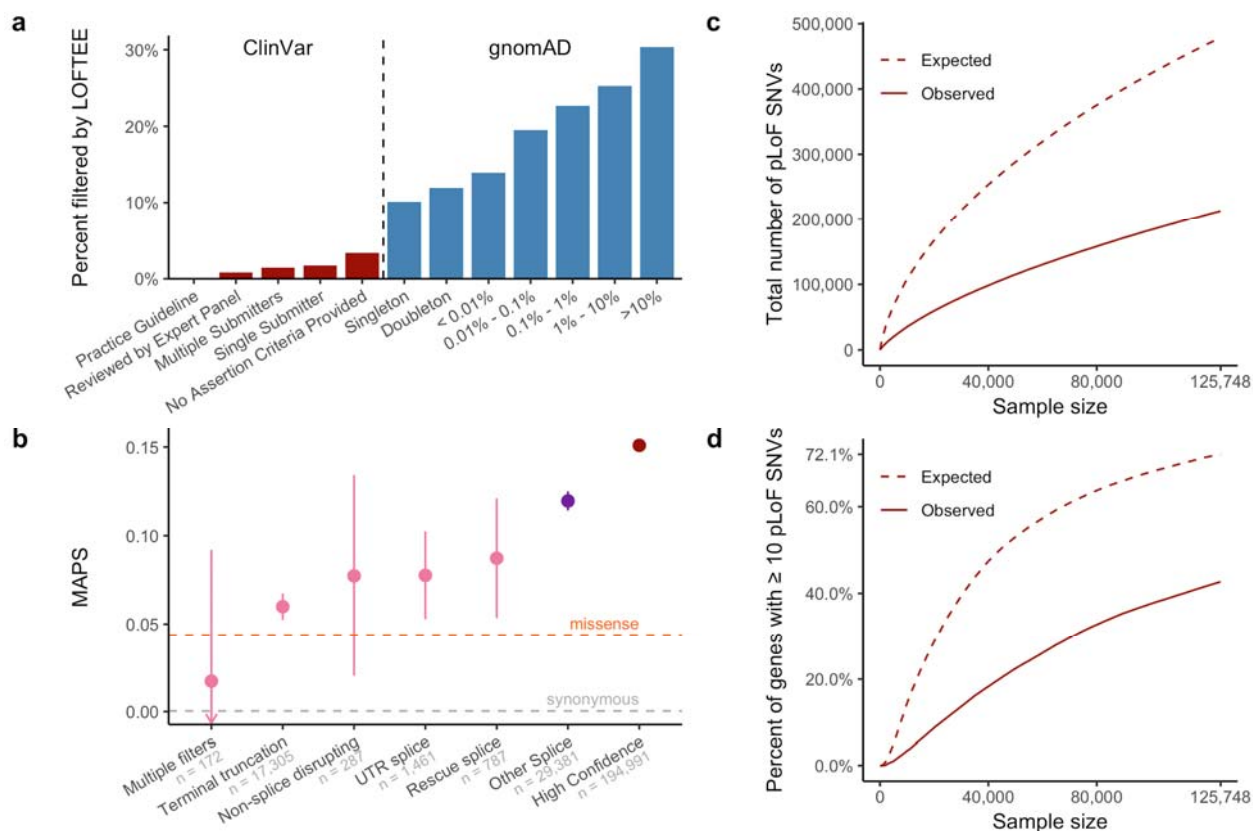 a
Percent filtered by LOFTEE
30%
20%
10%
0%
ClinVar
gnomAD
Practice Guideline
Reviewed by Expert Panel
Multiple Submitters
Single Submitter
No Assertion Criteria Provided
Singleton
Doubleton
< 0.01%
0.01% - 0.1%
0.1% - 1%
1% - 10%
>10%
b
MAPS
0.15
0.10
0.05
0.00
missense
synonymous
Multiple filters
n = 172
Terminal truncation
n = 17,305
Non-splice disrupting
n = 287
UTR splice
n = 1,461
Rescue splice
n = 787
Other Splice
n = 29,381
High Confidence
n = 194,991
c
Total number of pLoF SNVs
500,000
400,000
300,000
200,000
100,000
0
Expected
Observed
0
40,000
80,000
125,748
Sample size
d
Percent of genes with ≥ 10 pLoF SNVs
72.1%
60.0%
40.0%
20.0%
0.0%
Expected
Observed
0
40,000
80,000
125,748
Sample size